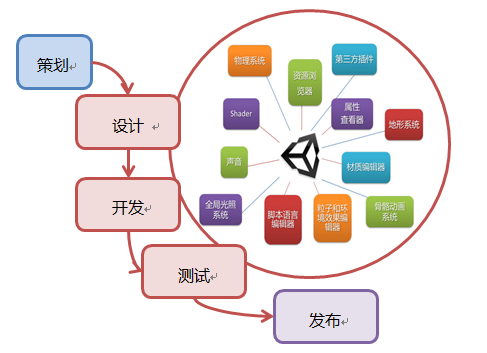 策划
设计
开发
测试
发布
物理系统
资源浏
览器
第三方插件
Shader
属性
查看器
地形系统
声音
材质编辑器
全局光照
系统
脚本语言
编辑器
粒子和环
境效果编
辑器
骨骼动画
系统